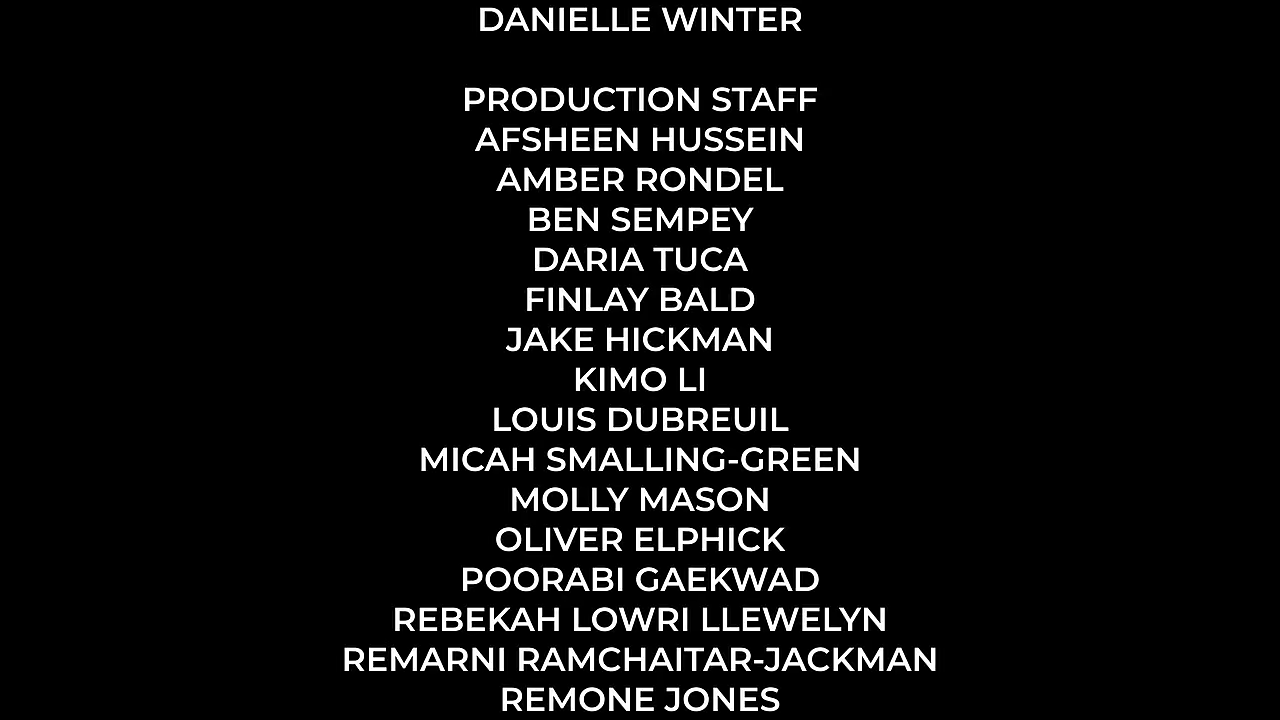 DANIELLE WINTER
PRODUCTION STAFF
AFSHEEN HUSSEIN
AMBER RONDEL
BEN SEMPEY
DARIA TUCA
FINLAY BALD
JAKE HICKMAN
KIMO LI
LOUIS DUBREUIL
MICAH SMALLING-GREEN
MOLLY MASON
OLIVER ELPHICK
POORABI GAEKWAD
REBEKAH LOWRI LLEWELYN
REMARNI RAMCHAITAR-JACKMAN
REMONE JONES